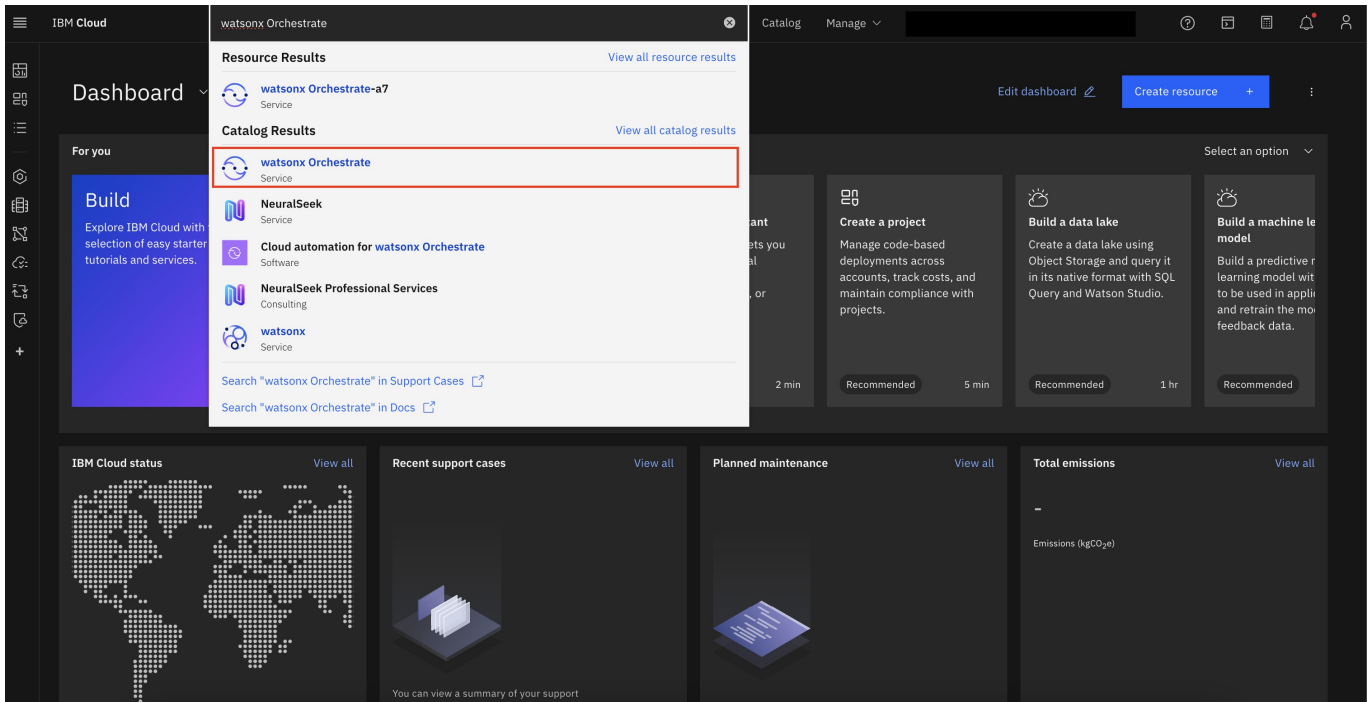 IBM Cloud
watsonx Orchestrate
Catalog
Manage
Resource Results
View all resource results
watsonx Orchestrate-a7
Service
Catalog Results
View all catalog results
watsonx Orchestrate
Service
NeuralSeek
Service
Cloud automation for watsonx Orchestrate
Software
NeuralSeek Professional Services
Consulting
watsonx
Service
Search "watsonx Orchestrate" in Support Cases
Search "watsonx Orchestrate" in Docs
Dashboard
Edit dashboard
Create resource +
For you
Select an option
Build
Explore IBM Cloud with
selection of easy starter
tutorials and services.
ant
ets you
al
, or
2 min
Create a project
Manage code-based
deployments across
accounts, track costs, and
maintain compliance with
projects.
Recommended
5 min
Build a data lake
Create a data lake using
Object Storage and query it
in its native format with SQL
Query and Watson Studio.
Recommended
1 hr
Build a machine le
model
Build a predictive
learning model wit
to be used in appli
and retrain the mo
feedback data.
Recommended
IBM Cloud status
View all
Recent support cases
View all
You can view a summary of your support
Planned maintenance
View all
Total emissions
View all
-
Emissions (kgCO₂e)